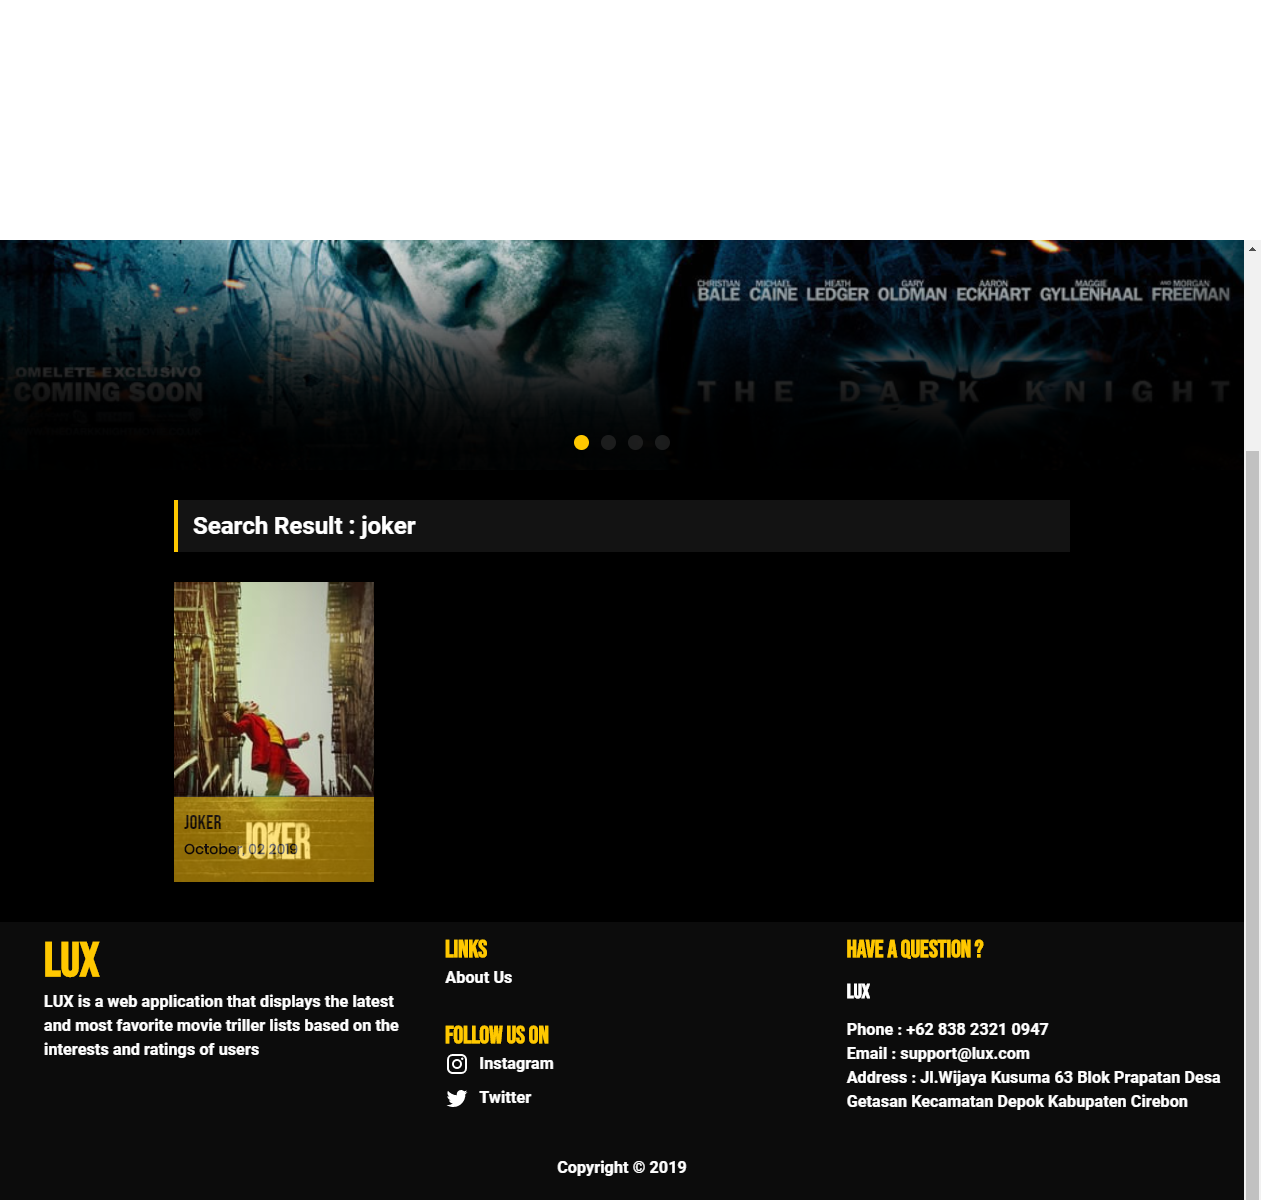 CHRISTIAN BALE MICHAEL CAINE HEATH LEDGER GARY OLDMAN AARON ECKHART MAGGIE GYLLENHAAL AND MORGAN FREEMAN
OMELETE EXCLUSIVO
COMING SOON
THE DARK KNIGHT
Search Result : joker
JOKER
JOKER
October, 02 2019
LUX
LUX is a web application that displays the latest
and most favorite movie triller lists based on the
interests and ratings of users
LINKS
About Us
FOLLOW US ON
Instagram
Twitter
HAVE A QUESTION ?
LUX
Phone : +62 838 2321 0947
Email : support@lux.com
Address : Jl.Wijaya Kusuma 63 Blok Prapatan Desa
Getasan Kecamatan Depok Kabupaten Cirebon
Copyright © 2019